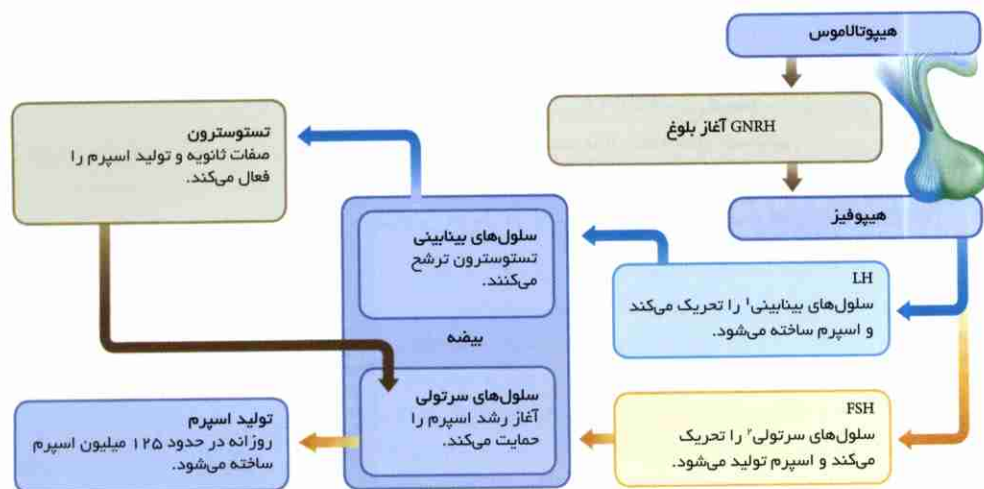 هیپوتالاموس
GNRH آغاز بلوغ
هیپوفیز
LH
سلول‌های بینابینی۱ را تحریک می‌کند
و اسپرم ساخته می‌شود.
FSH
سلول‌های سرتولی۲ را تحریک
می‌کند و اسپرم تولید می‌شود.
سلول‌های بینابینی
تستوسترون ترشح
می‌کنند.
بیضه
سلول‌های سرتولی
آغاز رشد اسپرم را
حمایت می‌کند.
تستوسترون
صفات ثانویه و تولید اسپرم را
فعال می‌کند.
تولید اسپرم
روزانه در حدود ۱۲۵ میلیون اسپرم
ساخته می‌شود.